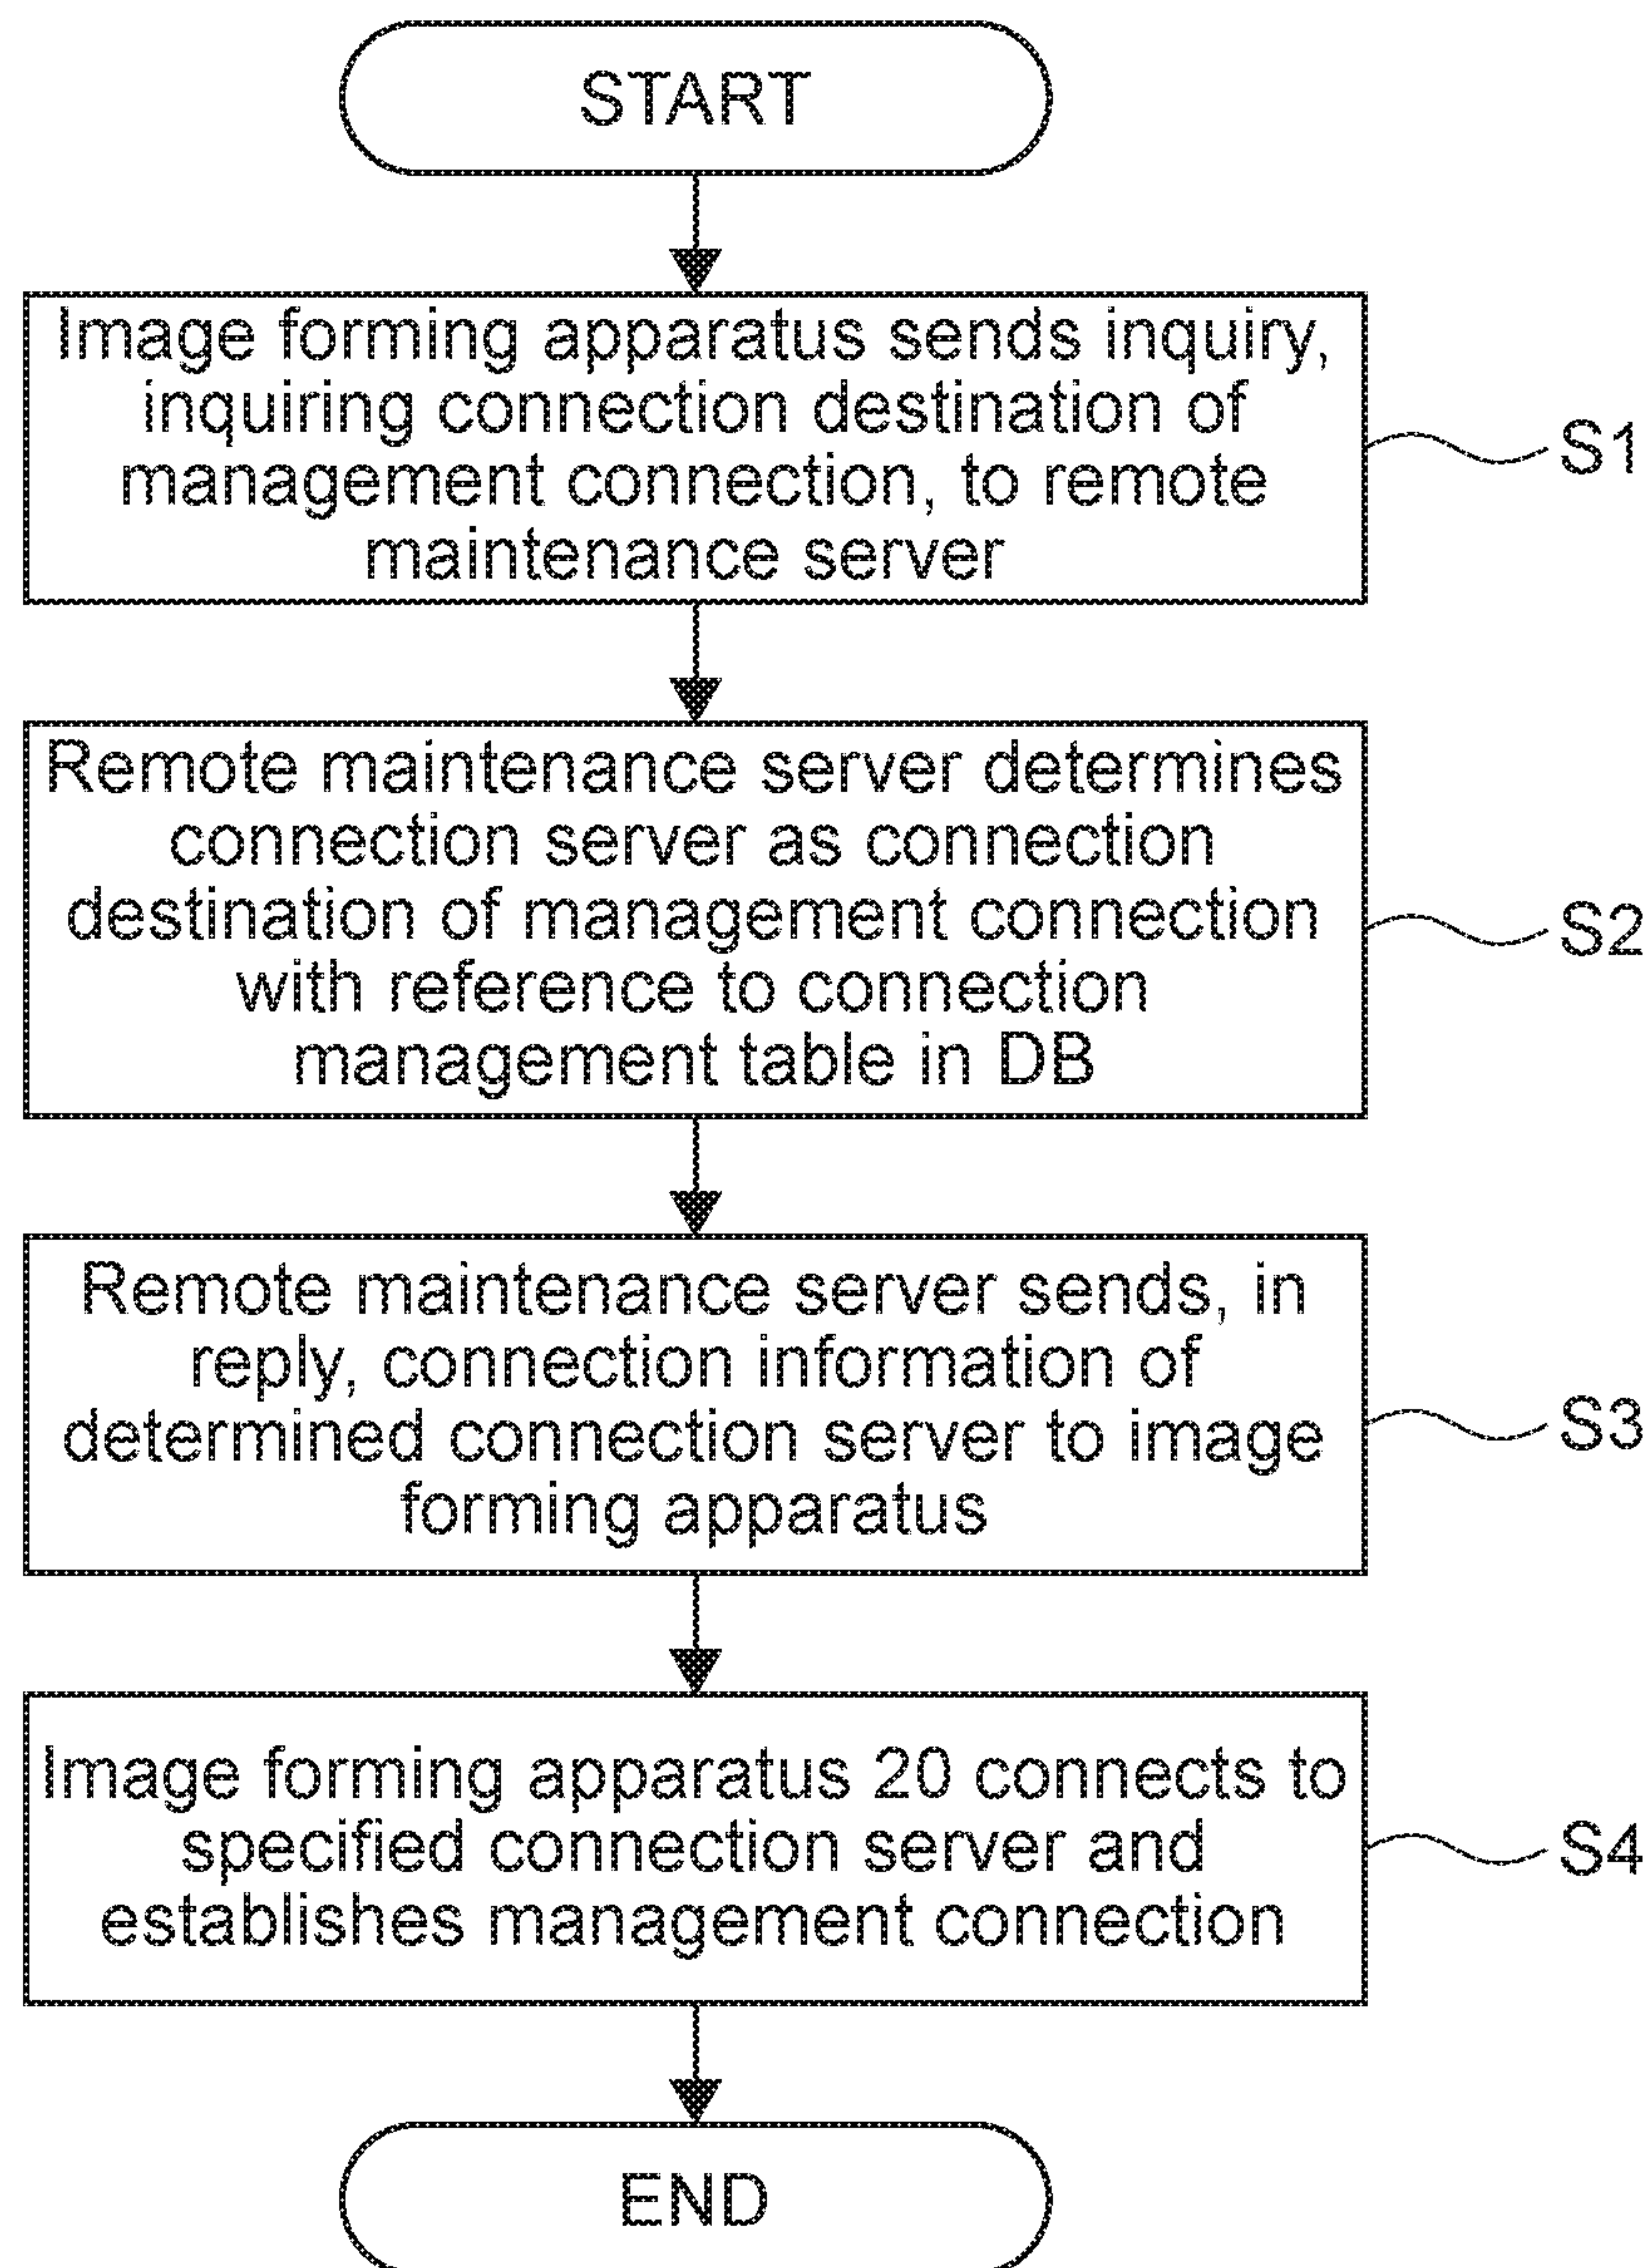 START
Image forming apparatus sends inquiry,
inquiring connection destination of
management connection, to remote
maintenance server
S1
Remote maintenance server determines
connection server as connection
destination of management connection
with reference to connection
management table in DB
S2
Remote maintenance server sends, in
reply, connection information of
determined connection server to image
forming apparatus
S3
Image forming apparatus 20 connects to
specified connection server and
establishes management connection
S4
END